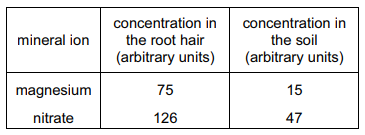 mineral ion
concentration in
the root hair
(arbitrary units)
concentration in
the soil
(arbitrary units)
magnesium 75 15
nitrate 126 47